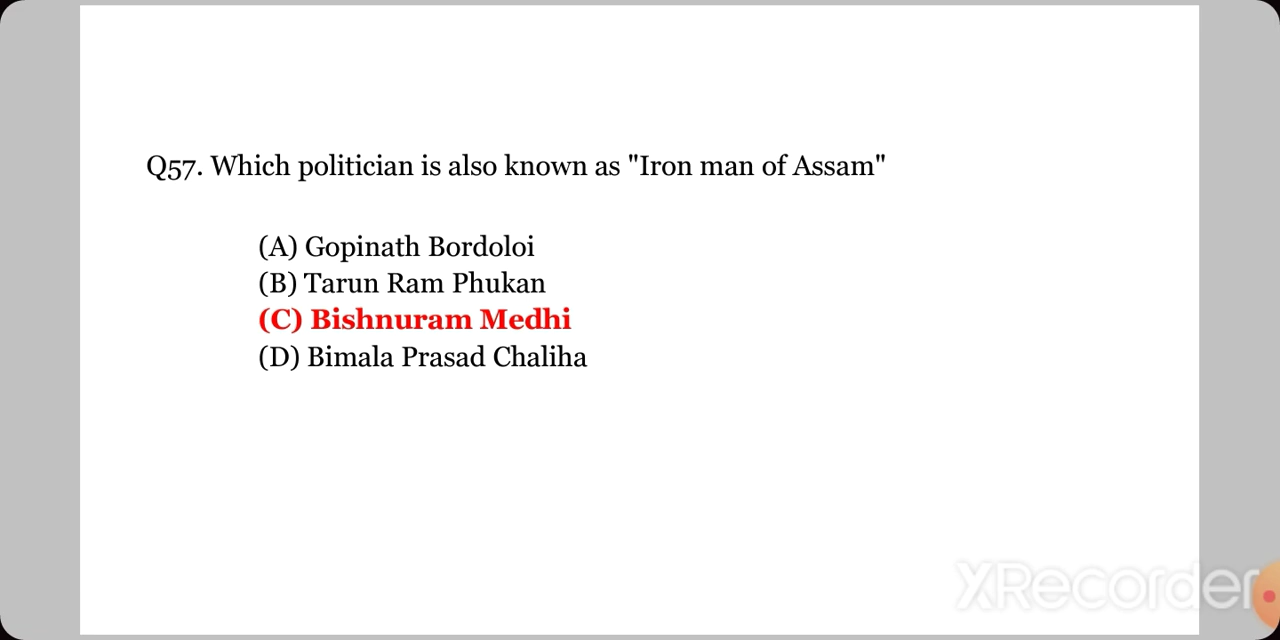 Q57. Which politician is also known as "Iron man of Assam"
(A) Gopinath Bordoloi
(B) Tarun Ram Phukan
(C) Bishnuram Medhi
(D) Bimala Prasad Chaliha
XRecorder